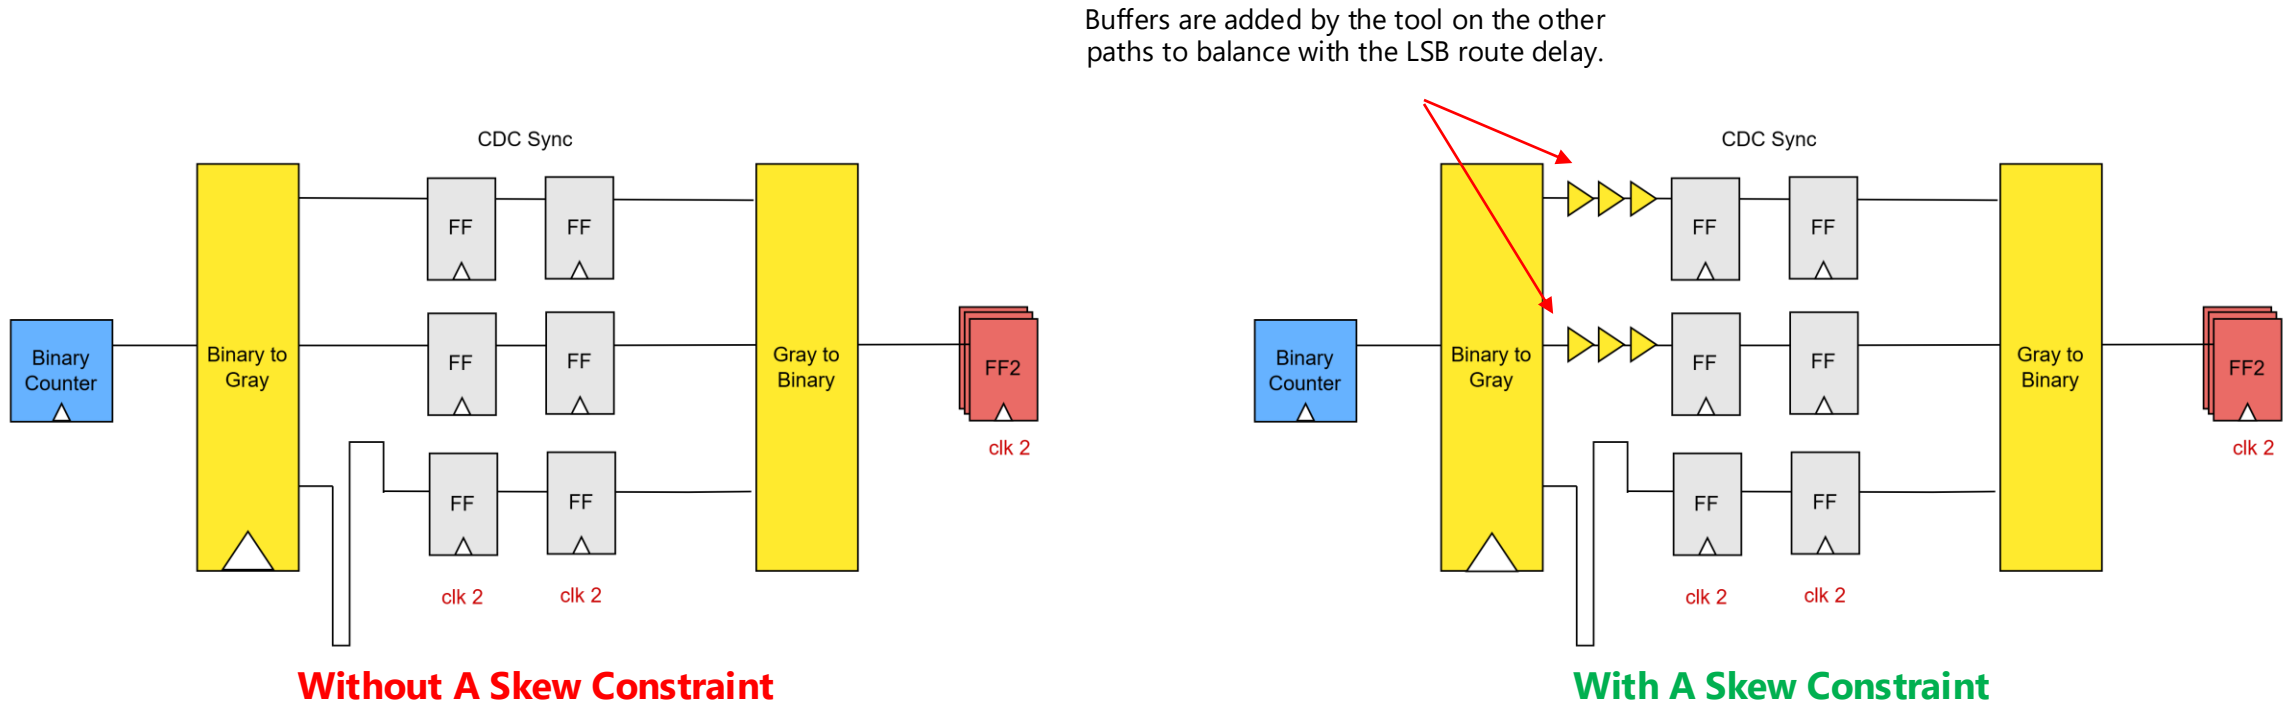 Buffers are added by the tool on the other
paths to balance with the LSB route delay.
CDC Sync
Binary
Counter
Binary to
Gray
FF
FF
FF
FF
FF
FF
clk 2
clk 2
Gray to
Binary
FF2
clk 2
Without A Skew Constraint
CDC Sync
Binary
Counter
Binary to
Gray
FF
FF
FF
FF
FF
FF
clk 2
clk 2
Gray to
Binary
FF2
clk 2
With A Skew Constraint